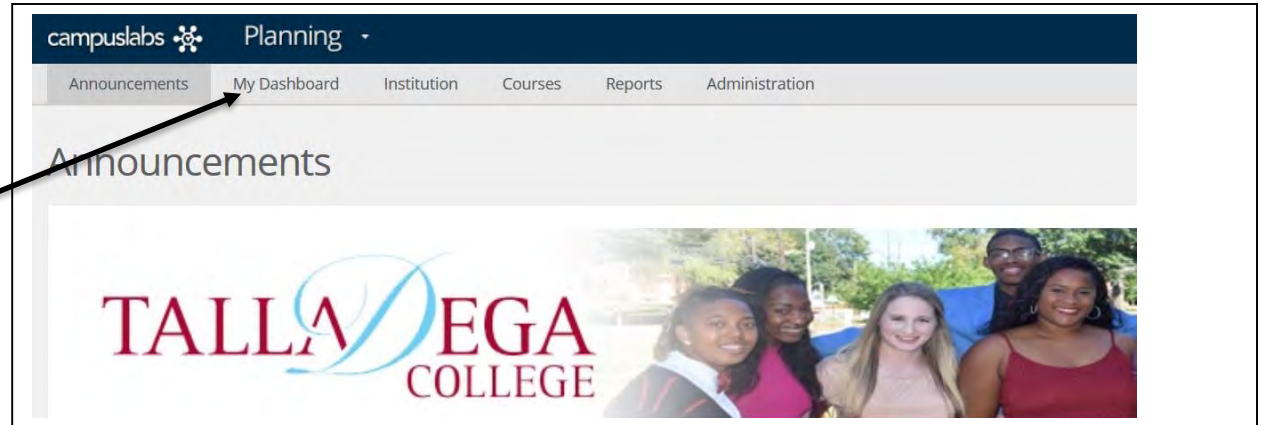 campuslabs Planning
Announcements My Dashboard Institution Courses Reports Administration
Announcements
TALLADEGA
COLLEGE